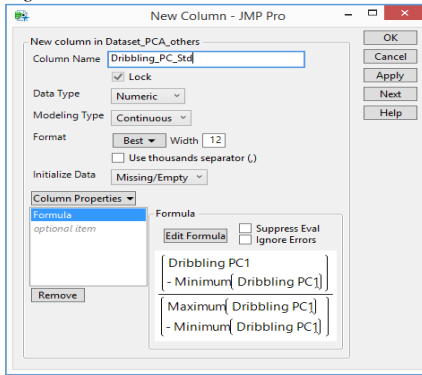 New Column - JMP Pro
New column in Dataset_PCA_others
Column Name Dribbling_PC_Std
Lock
Data Type Numeric
Modeling Type Continuous
Format Best Width 12
Use thousands separator (,)
Initialize Data Missing/Empty
Column Properties
Formula
optional item
Remove
Formula
Edit Formula
Suppress Eval
Ignore Errors
Dribbling PC1
- Minimum( Dribbling PC1)
Maximum( Dribbling PC1)
- Minimum( Dribbling PC1)
OK
Cancel
Apply
Next
Help